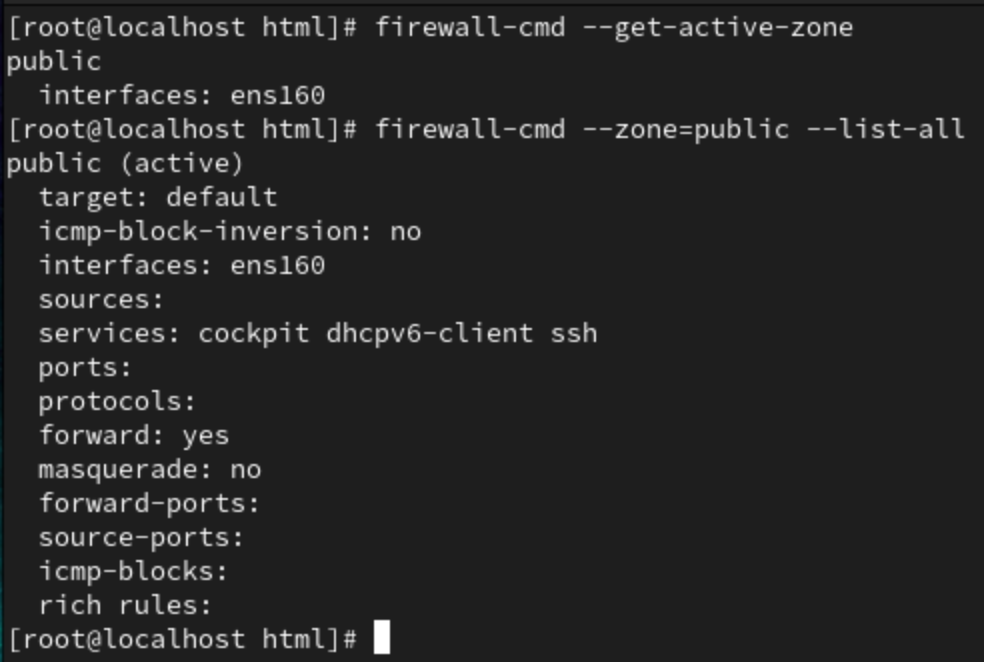 [root@localhost html]# firewall-cmd --get-active-zone
public
  interfaces: ens160
[root@localhost html]# firewall-cmd --zone=public --list-all
public (active)
  target: default
  icmp-block-inversion: no
  interfaces: ens160
  sources:
  services: cockpit dhcpv6-client ssh
  ports:
  protocols:
  forward: yes
  masquerade: no
  forward-ports:
  source-ports:
  icmp-blocks:
  rich rules:
[root@localhost html]#